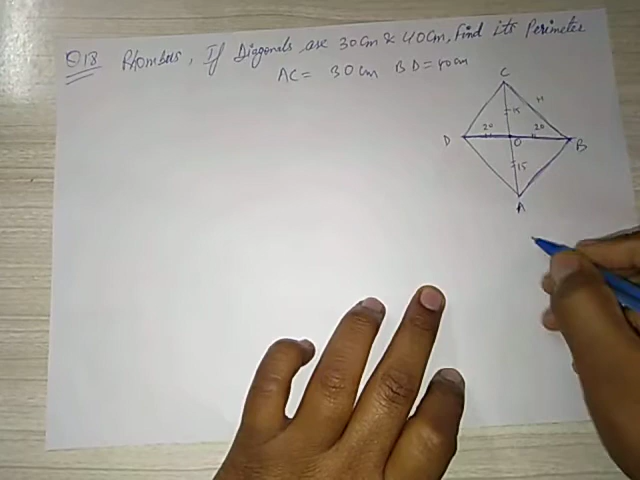 Q18 Rhombus, If Diagonals are 30cm & 40cm, Find its Perimeter
AC = 30cm BD = 40cm
C
15 H
20 20
D O B
15
A